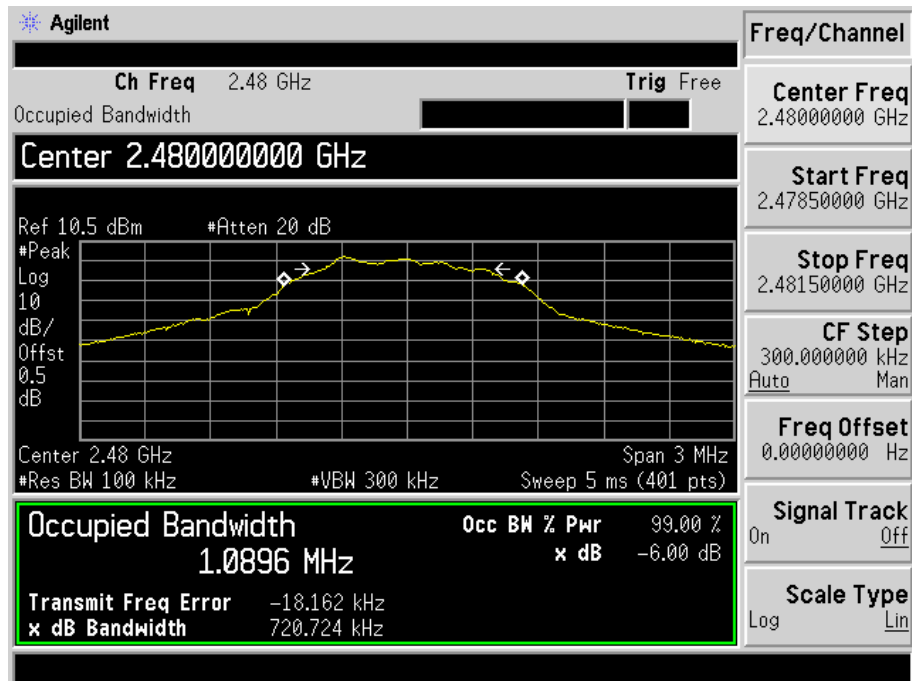 Agilent
Freq/Channel
Ch Freq 2.48 GHz Trig Free
Occupied Bandwidth
Center 2.480000000 GHz
Ref 10.5 dBm #Atten 20 dB
#Peak
Log
10
dB/
Offst
0.5
dB
Center 2.48 GHz Span 3 MHz
#Res BW 100 kHz #VBW 300 kHz Sweep 5 ms (401 pts)
Occupied Bandwidth Occ BW % Pwr 99.00 %
1.0896 MHz x dB -6.00 dB
Transmit Freq Error -18.162 kHz
x dB Bandwidth 720.724 kHz
Center Freq
2.48000000 GHz
Start Freq
2.47850000 GHz
Stop Freq
2.48150000 GHz
CF Step
300.000000 kHz
Auto Man
Freq Offset
0.00000000 Hz
Signal Track
On Off
Scale Type
Log Lin